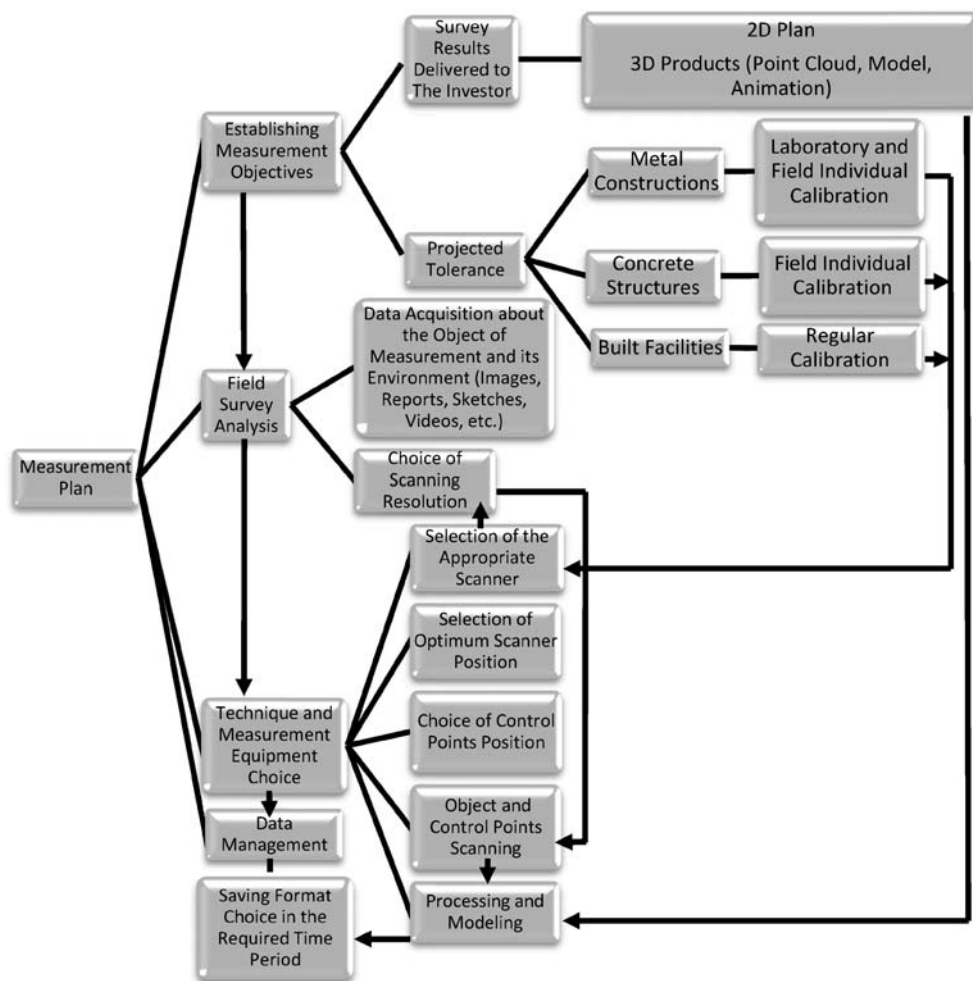 Survey
Results
Delivered to
The Investor
2D Plan
3D Products (Point Cloud, Model,
Animation)
Establishing
Measurement
Objectives
Metal
Constructions
Laboratory and
Field Individual
Calibration
Projected
Tolerance
Concrete
Structures
Field Individual
Calibration
Built Facilities
Regular
Calibration
Data Acquisition about
the Object of
Measurement and its
Environment (Images,
Reports, Sketches,
Videos, etc.)
Field
Survey
Analysis
Measurement
Plan
Choice of
Scanning
Resolution
Selection of the
Appropriate
Scanner
Selection of
Optimum Scanner
Position
Technique and
Measurement
Equipment
Choice
Choice of Control
Points Position
Object and
Control Points
Scanning
Data
Management
Processing and
Modeling
Saving Format
Choice in the
Required Time
Period